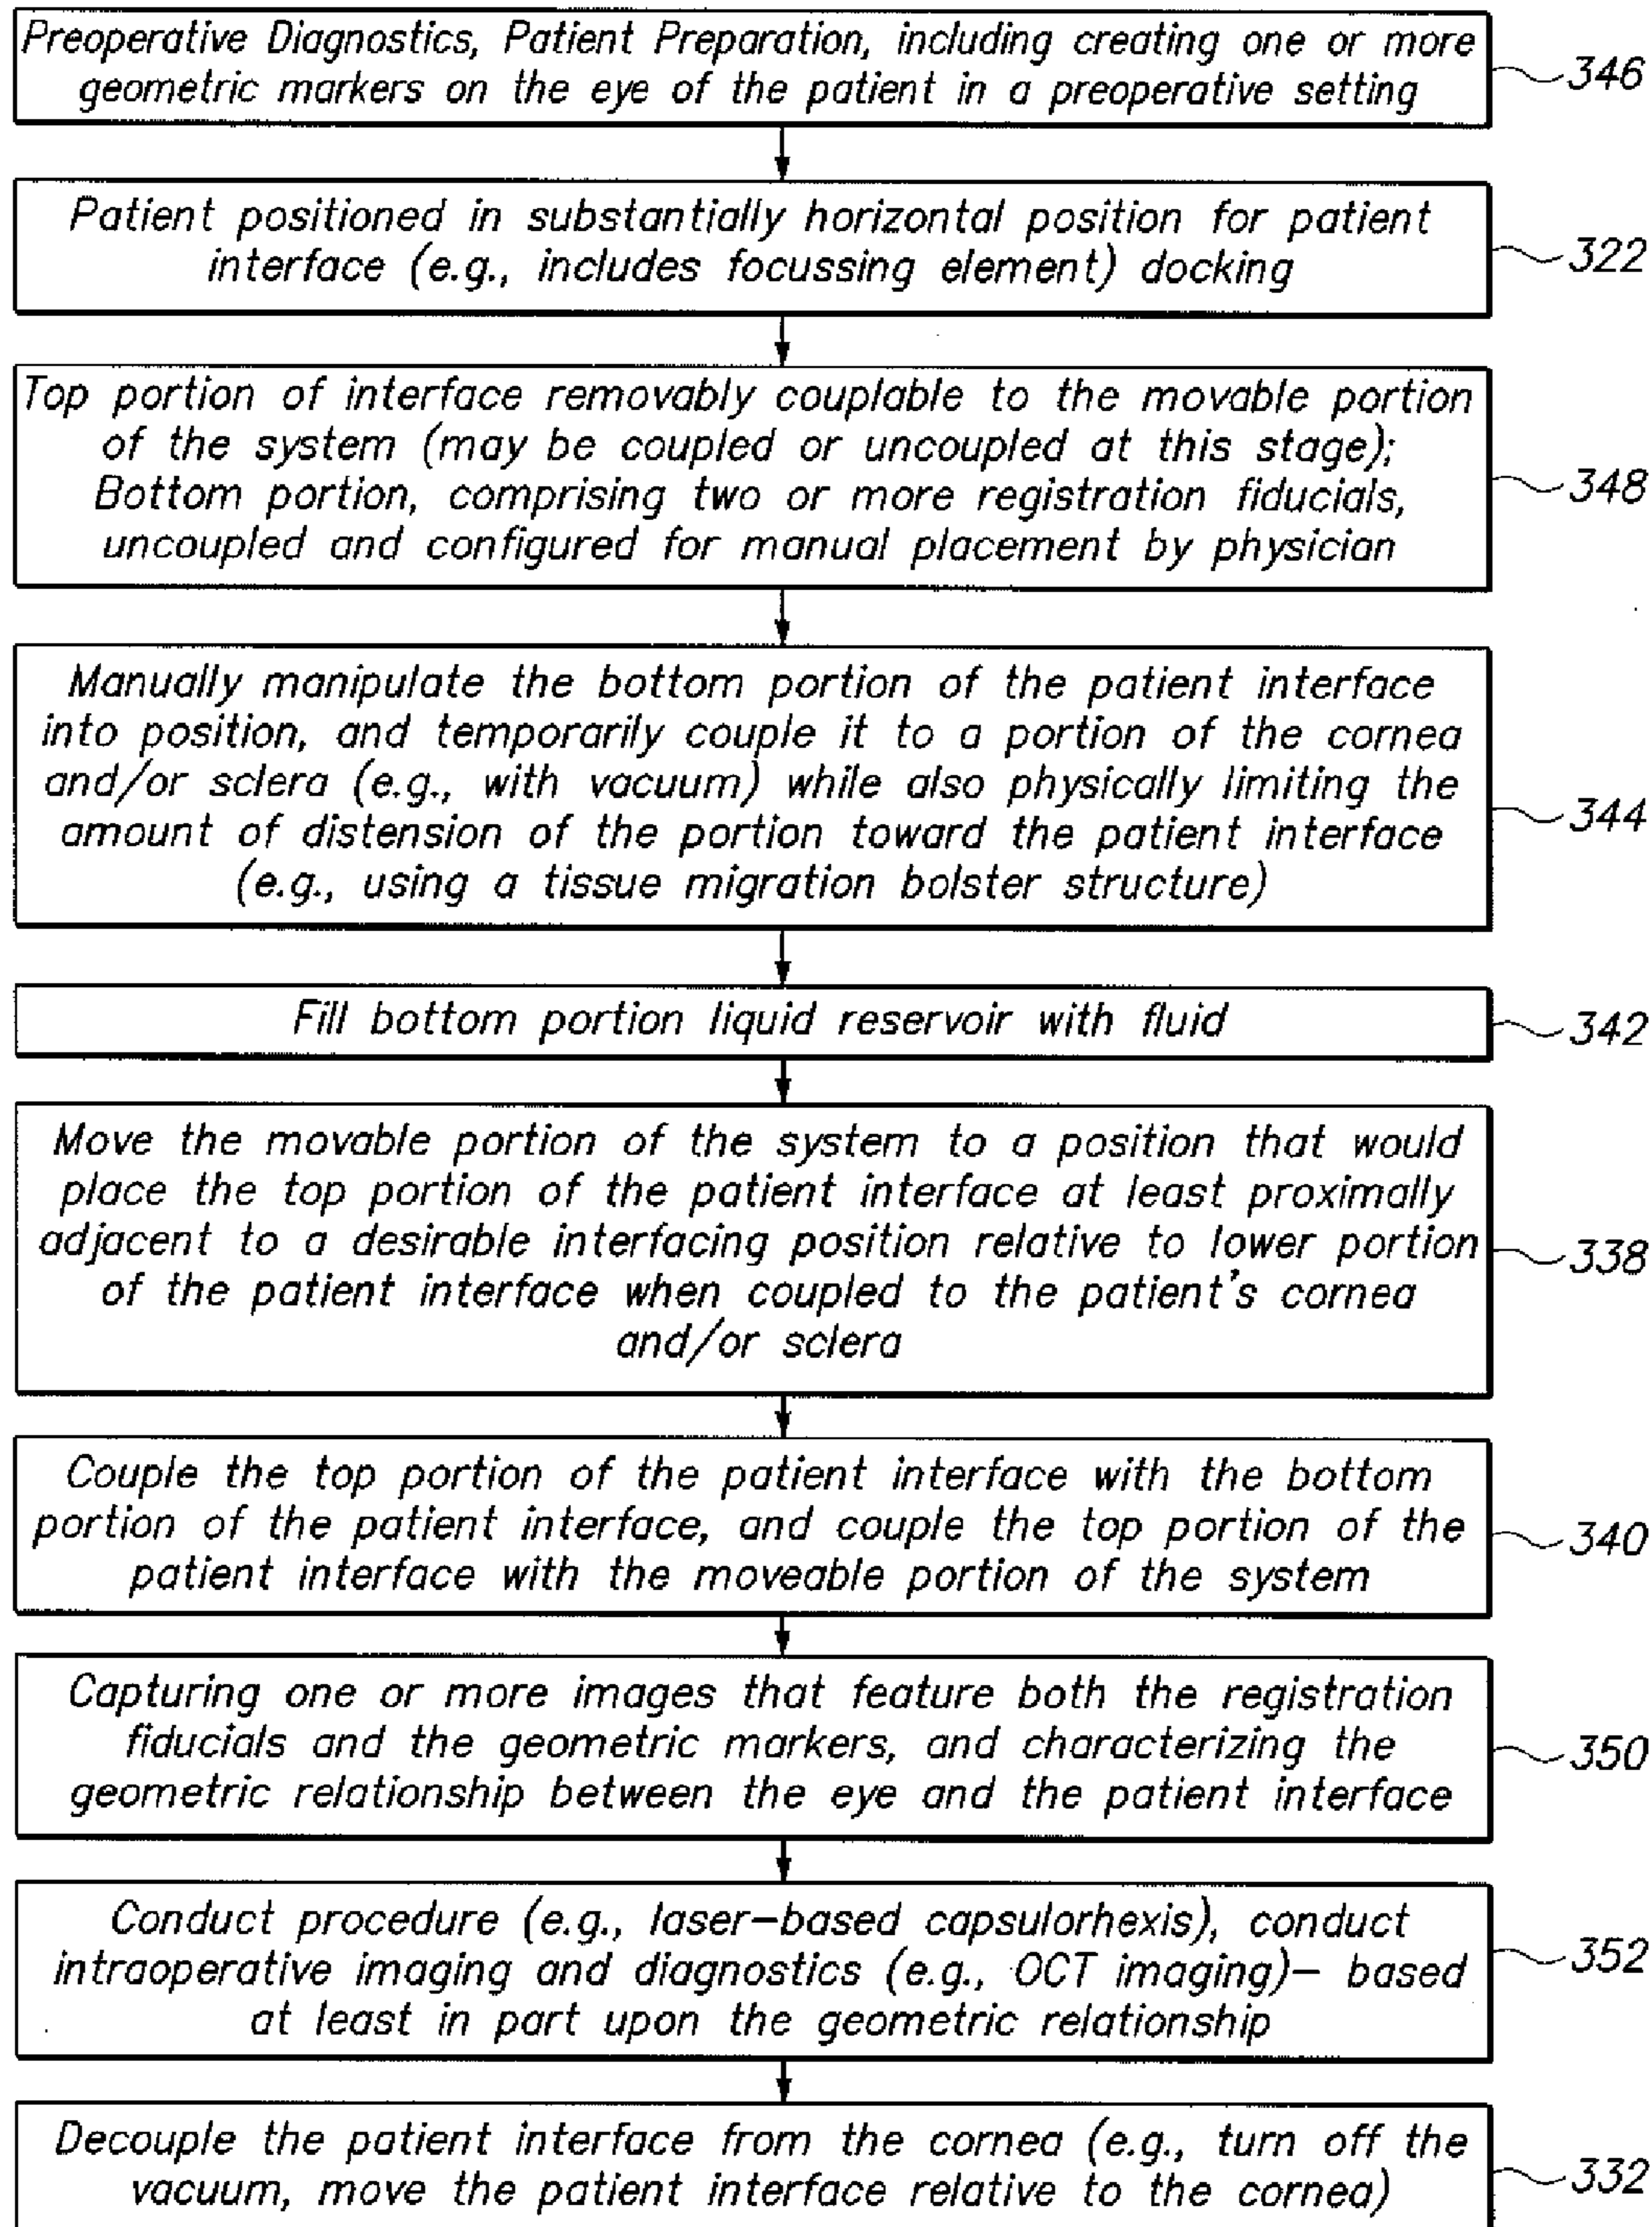 Preoperative Diagnostics, Patient Preparation, including creating one or more
geometric markers on the eye of the patient in a preoperative setting
346
Patient positioned in substantially horizontal position for patient
interface (e.g., includes focussing element) docking
322
Top portion of interface removably couplable to the movable portion
of the system (may be coupled or uncoupled at this stage);
Bottom portion, comprising two or more registration fiducials,
uncoupled and configured for manual placement by physician
348
Manually manipulate the bottom portion of the patient interface
into position, and temporarily couple it to a portion of the cornea
and/or sclera (e.g., with vacuum) while also physically limiting the
amount of distension of the portion toward the patient interface
(e.g., using a tissue migration bolster structure)
344
Fill bottom portion liquid reservoir with fluid
342
Move the movable portion of the system to a position that would
place the top portion of the patient interface at least proximally
adjacent to a desirable interfacing position relative to lower portion
of the patient interface when coupled to the patient's cornea
and/or sclera
338
Couple the top portion of the patient interface with the bottom
portion of the patient interface, and couple the top portion of the
patient interface with the moveable portion of the system
340
Capturing one or more images that feature both the registration
fiducials and the geometric markers, and characterizing the
geometric relationship between the eye and the patient interface
350
Conduct procedure (e.g., laser-based capsulorhexis), conduct
intraoperative imaging and diagnostics (e.g., OCT imaging)– based
at least in part upon the geometric relationship
352
Decouple the patient interface from the cornea (e.g., turn off the
vacuum, move the patient interface relative to the cornea)
332